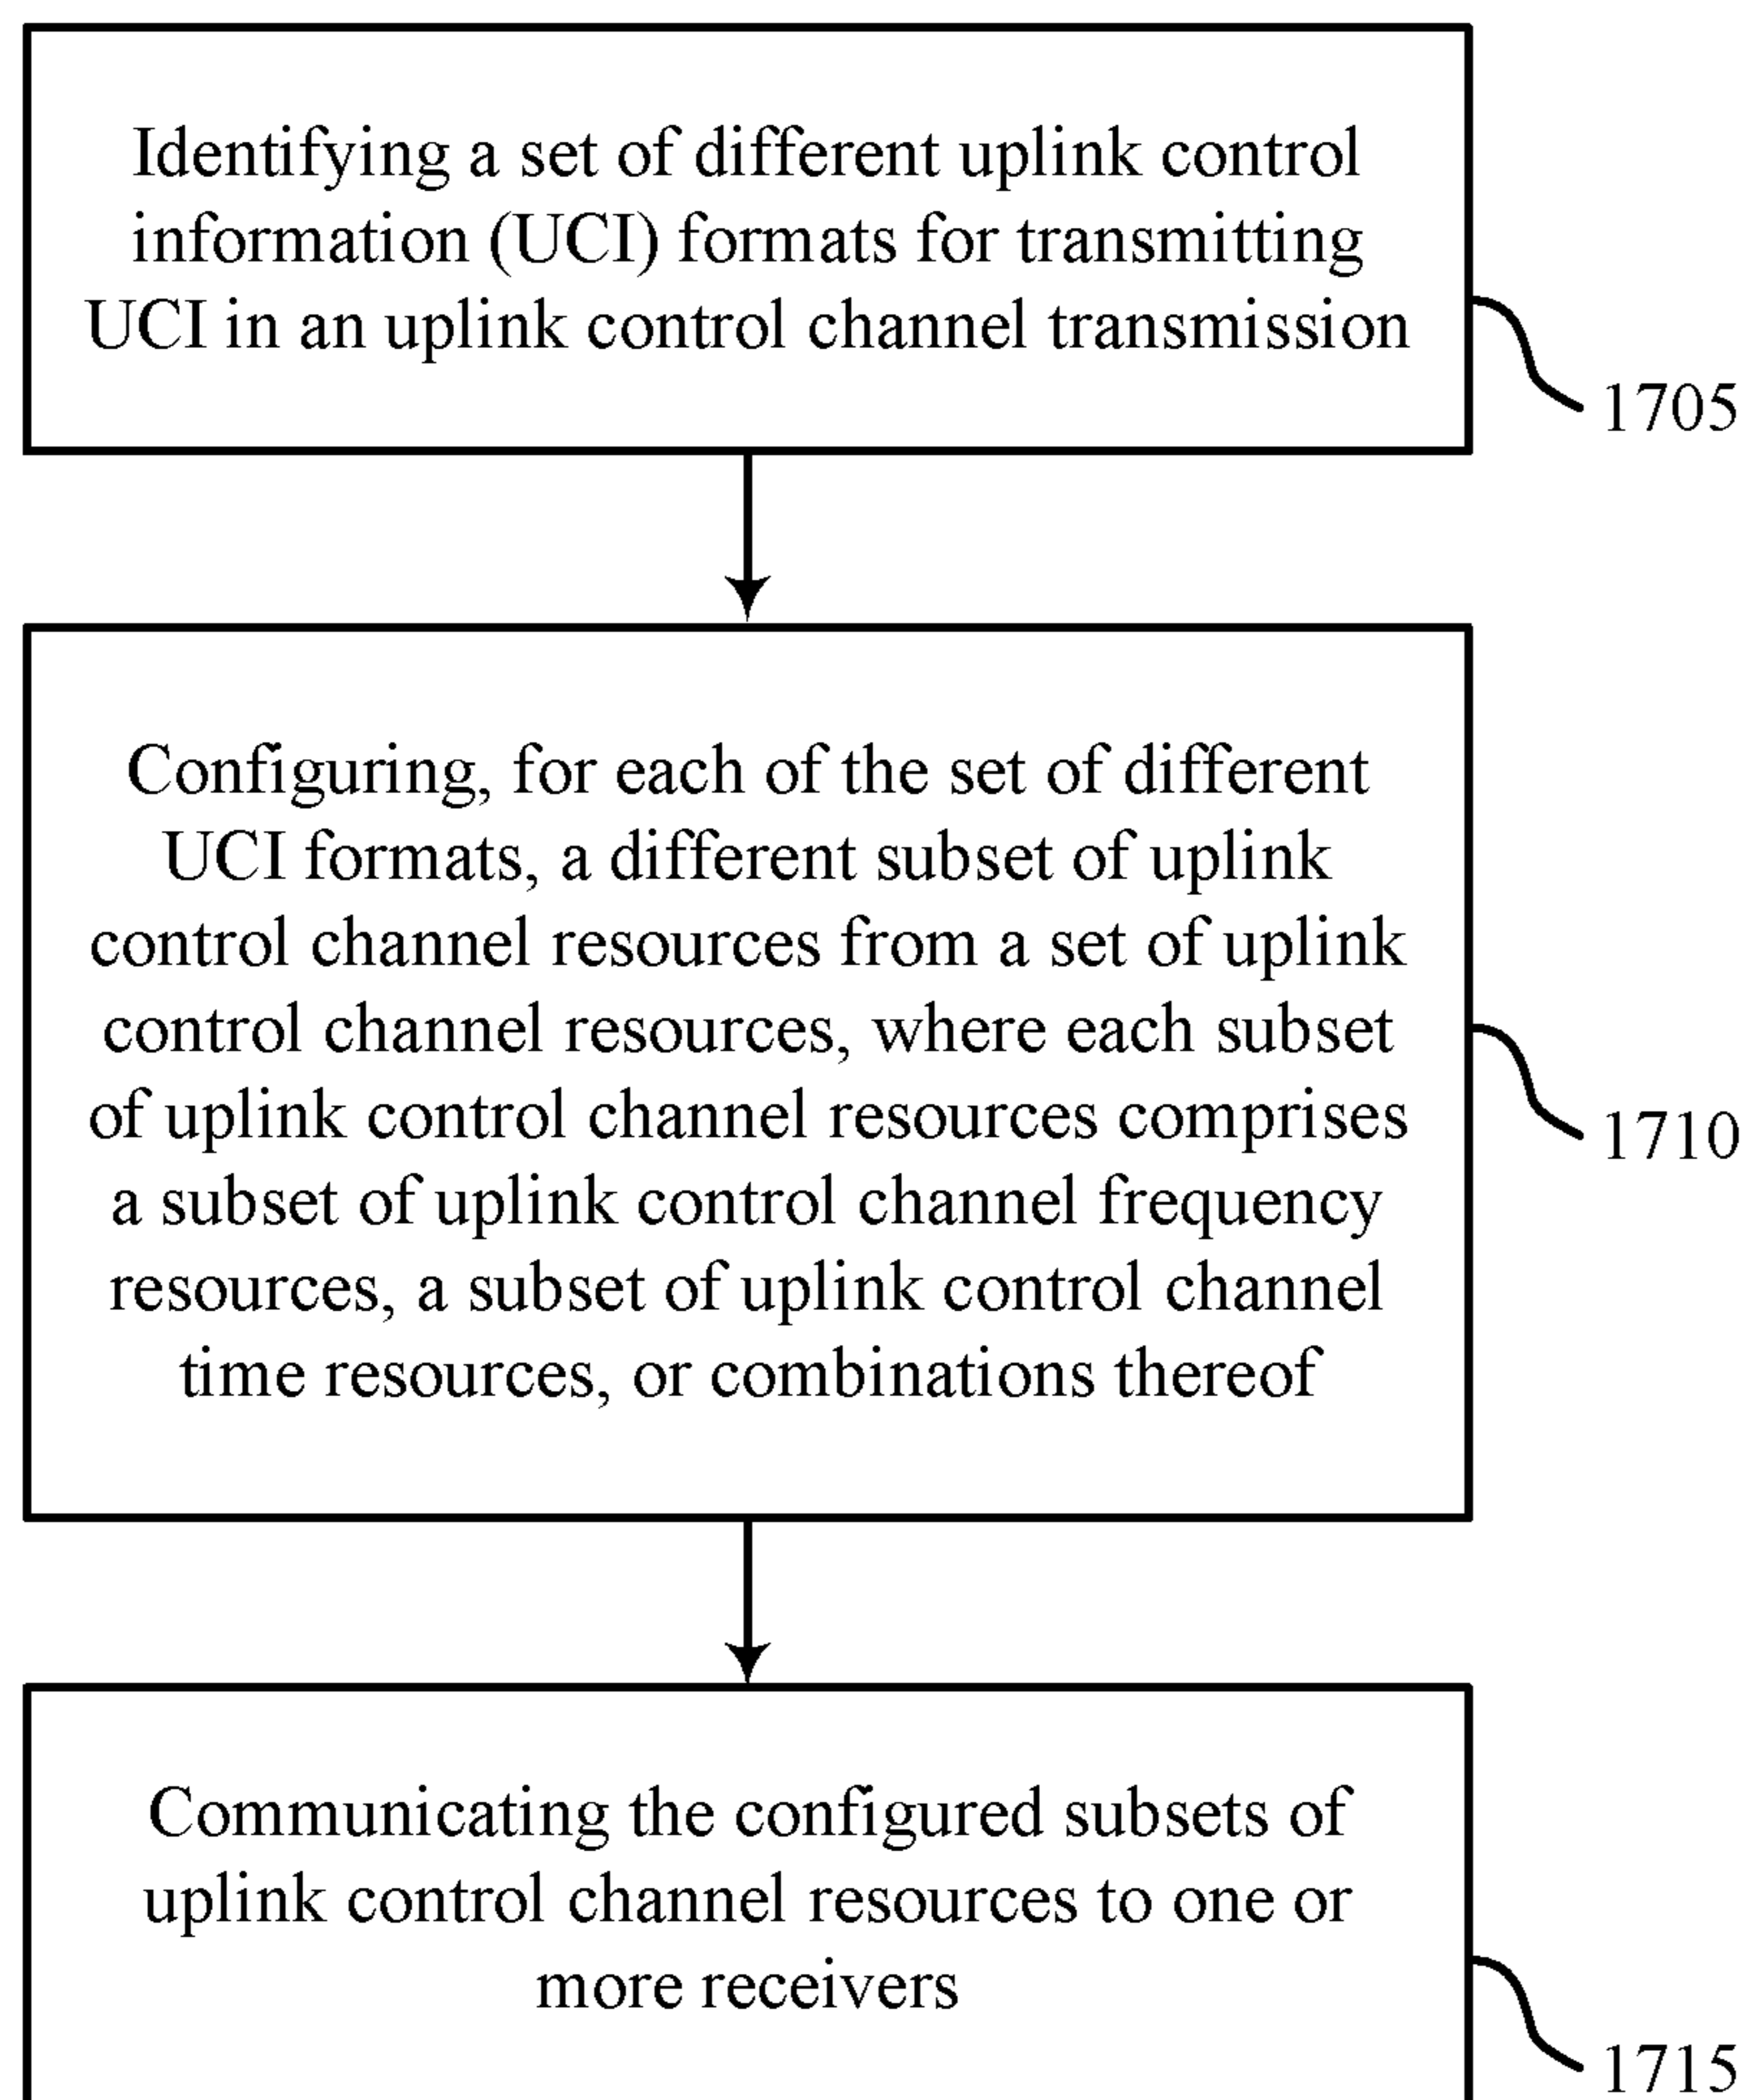 Identifying a set of different uplink control
information (UCI) formats for transmitting
UCI in an uplink control channel transmission
1705
Configuring, for each of the set of different
UCI formats, a different subset of uplink
control channel resources from a set of uplink
control channel resources, where each subset
of uplink control channel resources comprises
a subset of uplink control channel frequency
resources, a subset of uplink control channel
time resources, or combinations thereof
1710
Communicating the configured subsets of
uplink control channel resources to one or
more receivers
1715